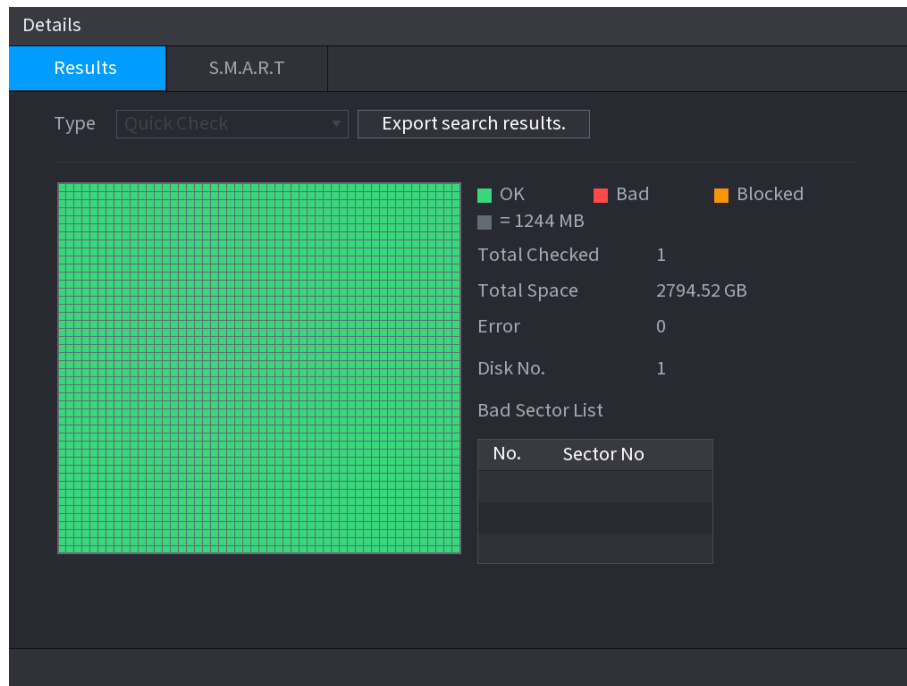 Details
Results S.M.A.R.T
Type Quick Check Export search results.
OK Bad Blocked
= 1244 MB
Total Checked 1
Total Space 2794.52 GB
Error 0
Disk No. 1
Bad Sector List
No. Sector No